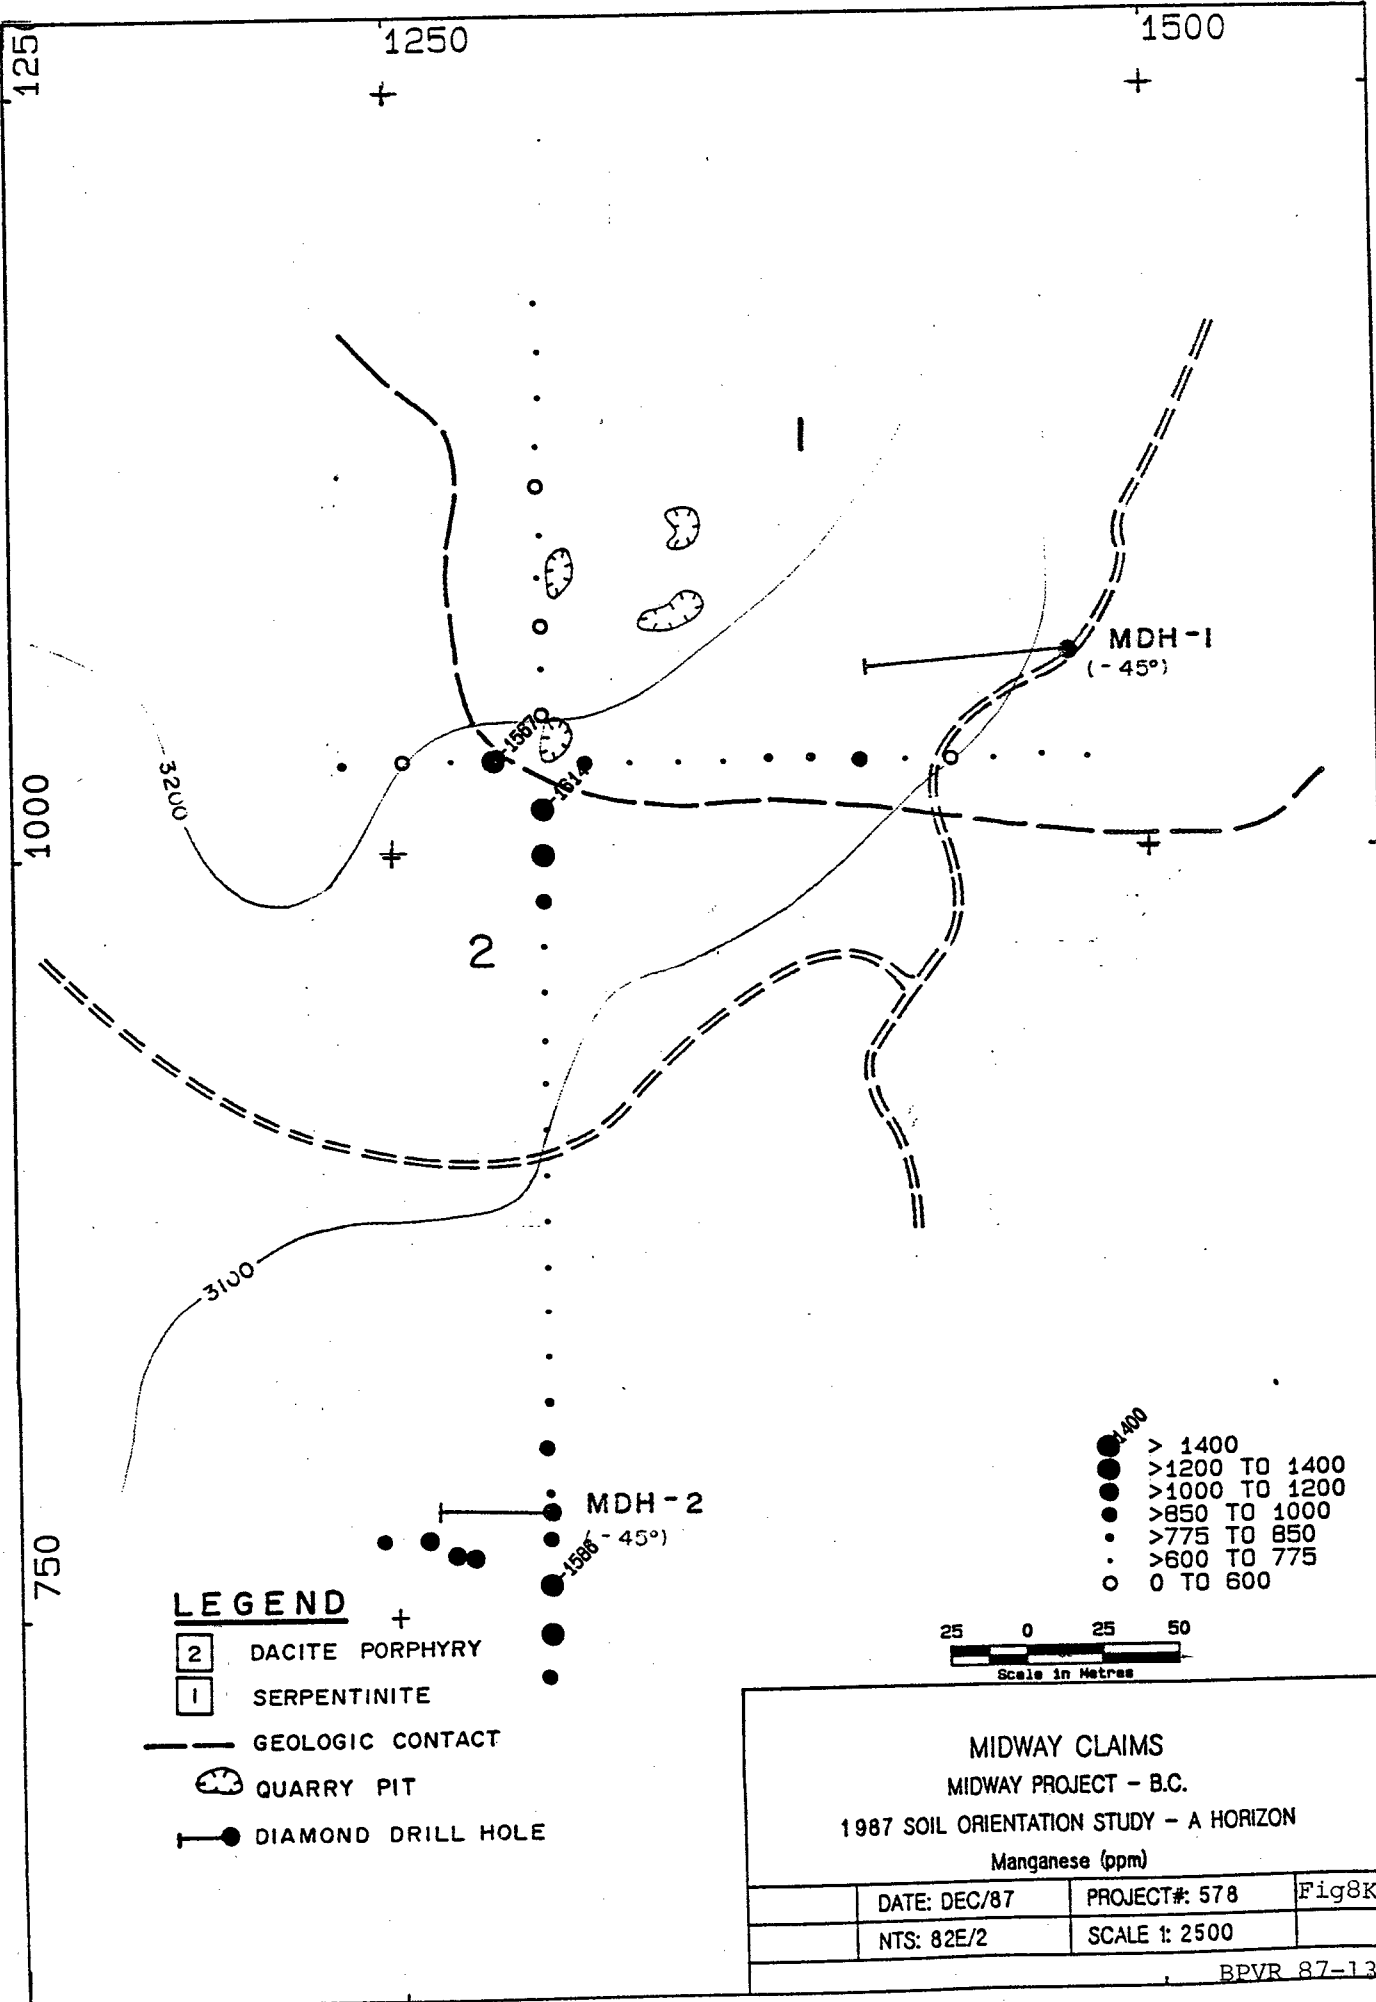 1250
1500
1250
1
MDH-1
(-45°)
-1567
-1614
3200
1000
2
3100
1400
> 1400
>1200 TO 1400
>1000 TO 1200
>850 TO 1000
>775 TO 850
>600 TO 775
0 TO 600
MDH-2
(-45°)
-1586
750
LEGEND
2 DACITE PORPHYRY
1 SERPENTINITE
GEOLOGIC CONTACT
QUARRY PIT
DIAMOND DRILL HOLE
25 0 25 50
Scale in Metres
MIDWAY CLAIMS
MIDWAY PROJECT - B.C.
1987 SOIL ORIENTATION STUDY - A HORIZON
Manganese (ppm)
DATE: DEC/87 PROJECT#: 578 Fig8K
NTS: 82E/2 SCALE 1: 2500
BPVR 87-13